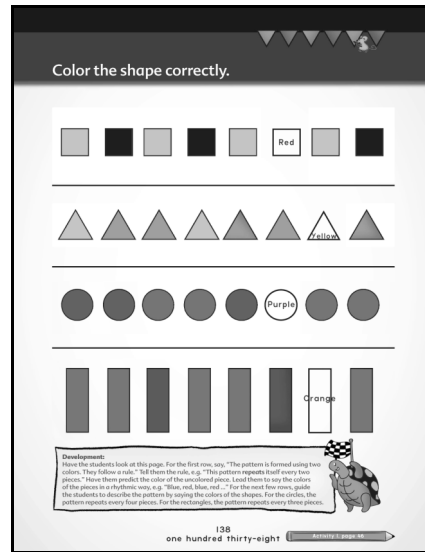 Color the shape correctly.
Red
Yellow
Purple
Orange
Development:
Have the students look at this page. For the first row, say, "The pattern is formed using two
colors. They follow a rule." Tell them the rule, e.g. "This pattern repeats itself every two
pieces." Have them predict the color of the uncolored piece. Lead them to say the colors
of the pieces in a rhythmic way, e.g. "Blue, red, blue, red ..." For the next few rows, guide
the students to describe the pattern by saying the colors of the shapes. For the circles, the
pattern repeats every four pieces. For the rectangles, the pattern repeats every three pieces.
138
one hundred thirty-eight
Activity 1: page 48